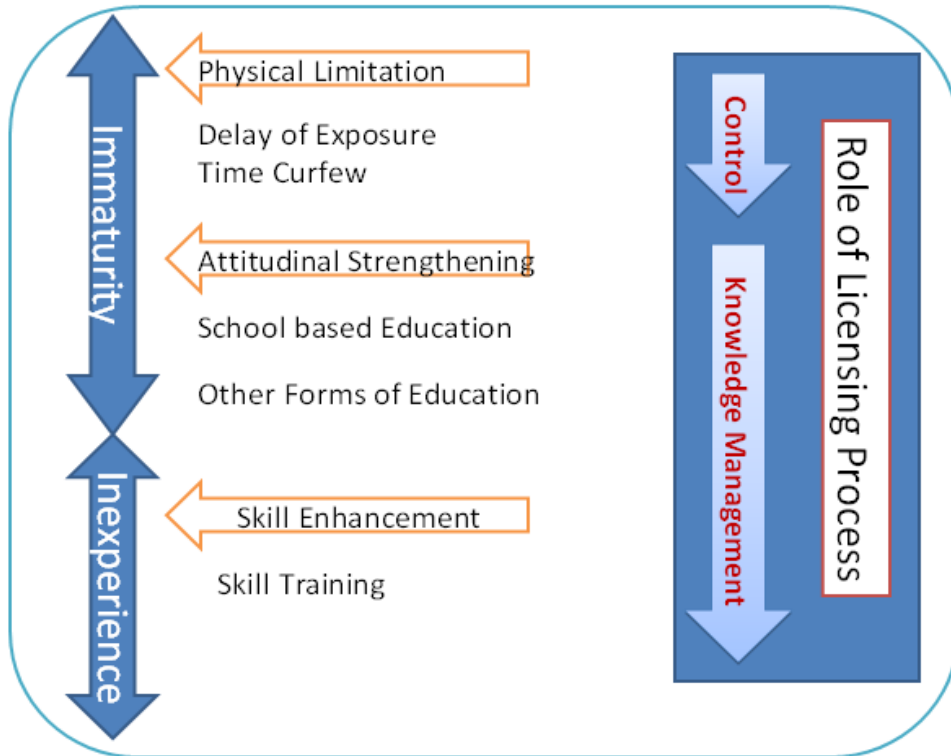 Immaturity
Physical Limitation
Delay of Exposure
Time Curfew
Attitudinal Strengthening
School based Education
Other Forms of Education
Inexperience
Skill Enhancement
Skill Training
Control
Knowledge Management
Role of Licensing Process